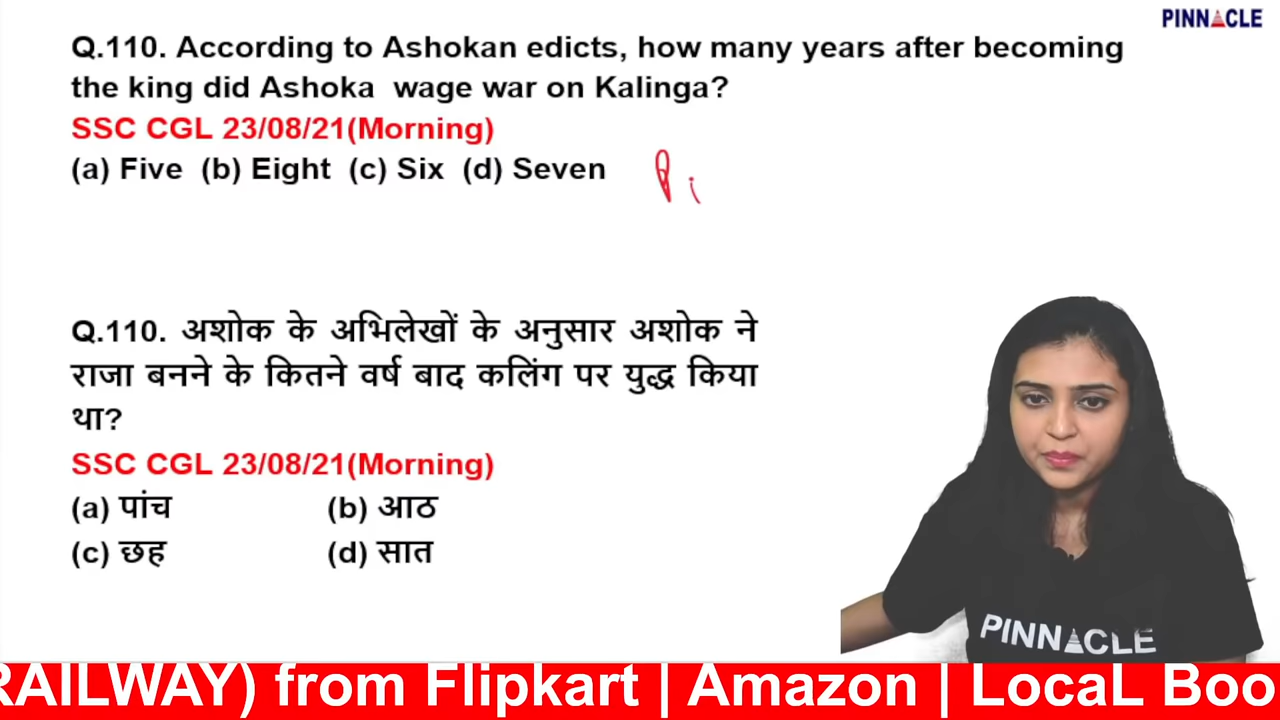 PINNACLE
Q.110. According to Ashokan edicts, how many years after becoming
the king did Ashoka wage war on Kalinga?
SSC CGL 23/08/21(Morning)
(a) Five (b) Eight (c) Six (d) Seven
Q.110. अशोक के अभिलेखों के अनुसार अशोक ने
राजा बनने के कितने वर्ष बाद कलिंग पर युद्ध किया
था?
SSC CGL 23/08/21(Morning)
(a) पांच (b) आठ
(c) छह (d) सात
PINNACLE
RAILWAY) from Flipkart | Amazon | LocaL Boo